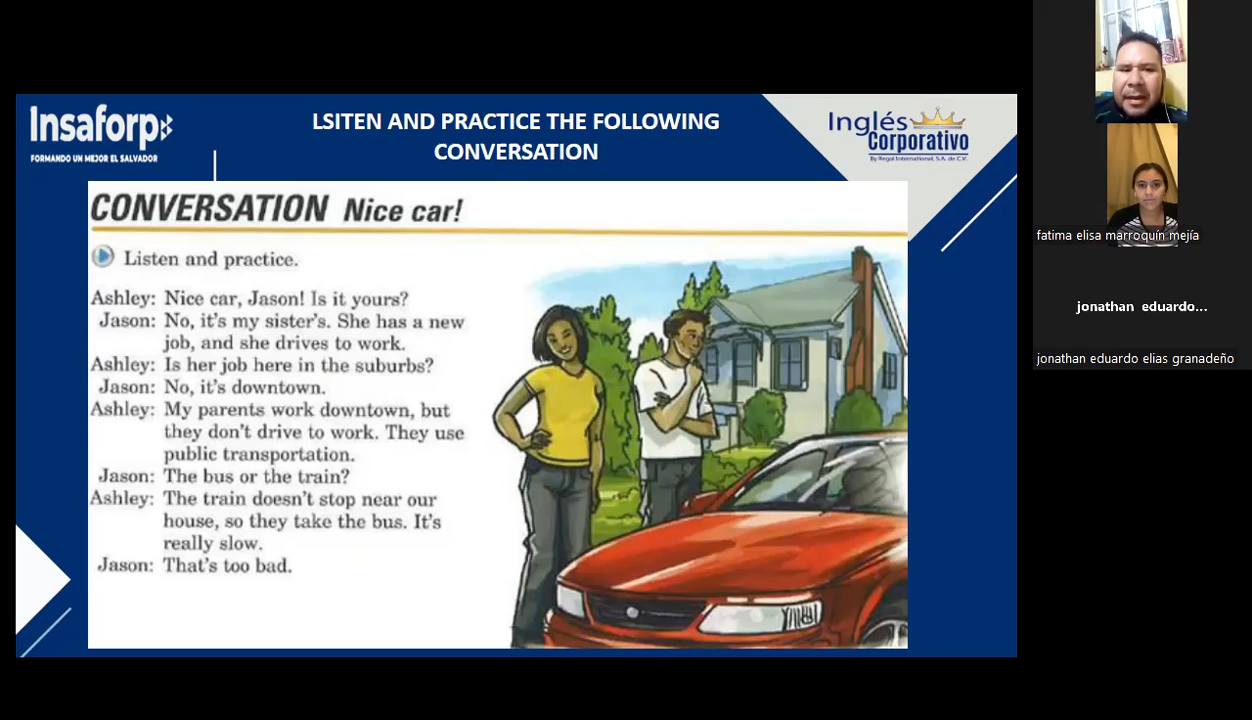 Insaforp
FORMANDO UN MEJOR EL SALVADOR
LSITEN AND PRACTICE THE FOLLOWING
CONVERSATION
Inglés
Corporativo
By Regal International, S.A. de C.V.
CONVERSATION Nice car!
Listen and practice.
Ashley: Nice car, Jason! Is it yours?
Jason: No, it's my sister's. She has a new
job, and she drives to work.
Ashley: Is her job here in the suburbs?
Jason: No, it's downtown.
Ashley: My parents work downtown, but
they don't drive to work. They use
public transportation.
Jason: The bus or the train?
Ashley: The train doesn't stop near our
house, so they take the bus. It's
really slow.
Jason: That's too bad.
fatima elisa marroquín mejía
jonathan eduardo...
jonathan eduardo elias granadeño